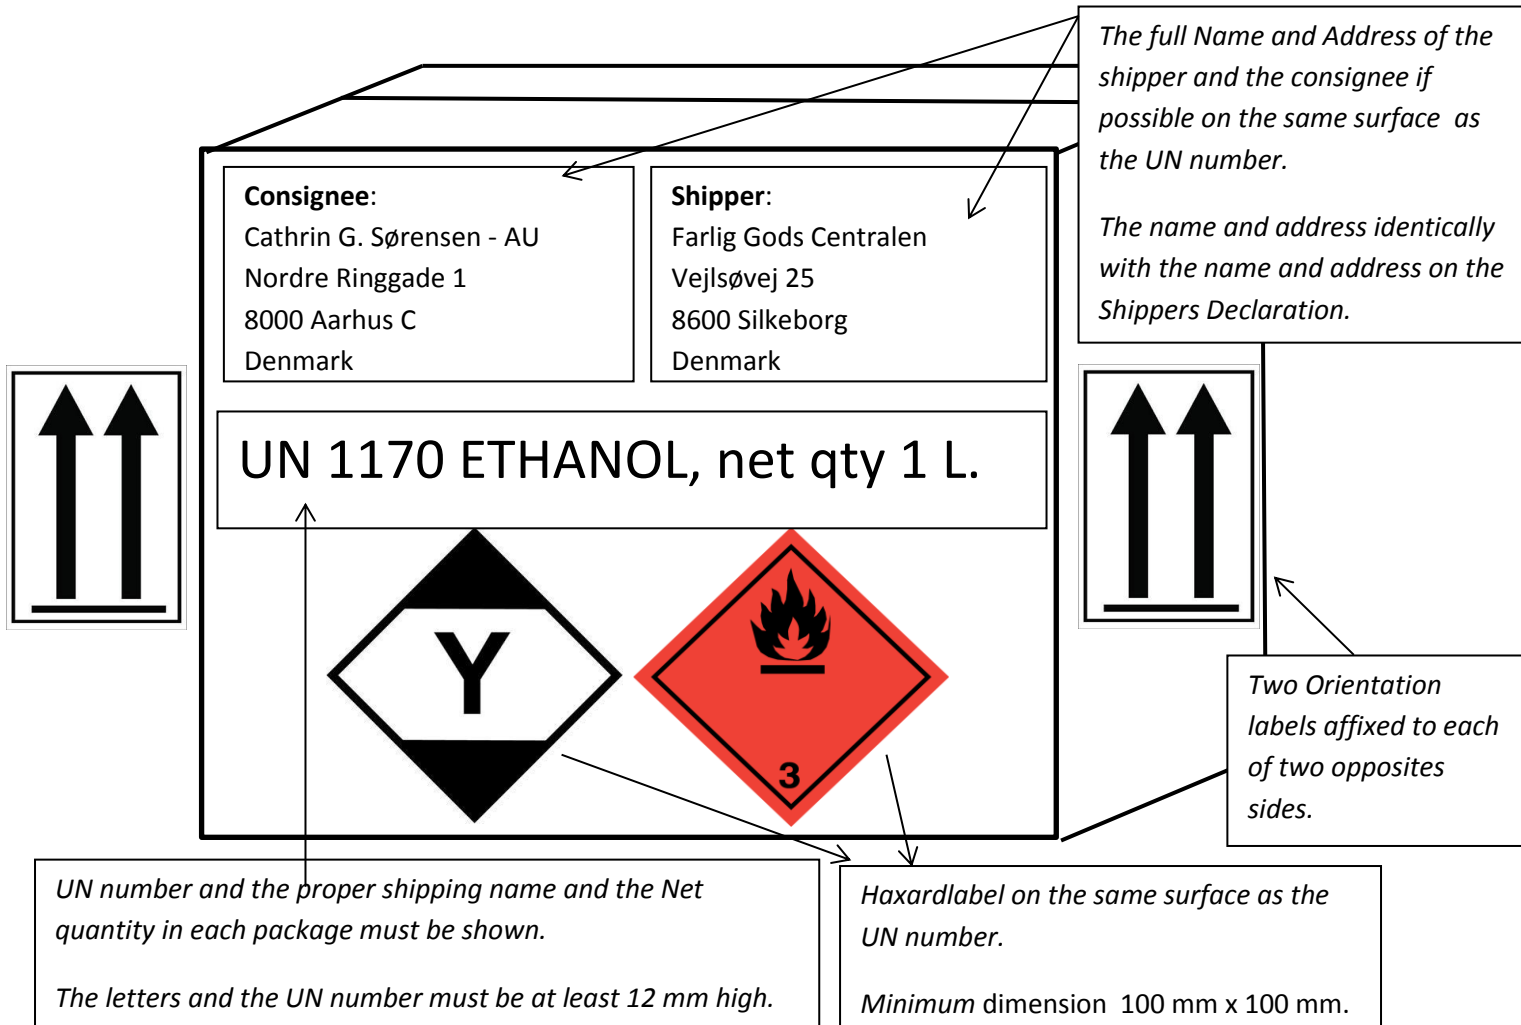 The full Name and Address of the
shipper and the consignee if
possible on the same surface as
the UN number.
The name and address identically
with the name and address on the
Shippers Declaration.
Consignee:
Cathrin G. Sørensen - AU
Nordre Ringgade 1
8000 Aarhus C
Denmark
Shipper:
Farlig Gods Centralen
Vejlsøvej 25
8600 Silkeborg
Denmark
UN 1170 ETHANOL, net qty 1 L.
Y
3
Two Orientation
labels affixed to each
of two opposites
sides.
UN number and the proper shipping name and the Net
quantity in each package must be shown.
The letters and the UN number must be at least 12 mm high.
Haxardlabel on the same surface as the
UN number.
Minimum dimension 100 mm x 100 mm.